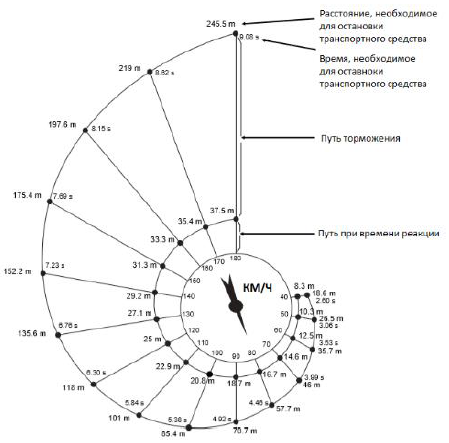 245.5 m
Расстояние, необходимое
для остановки
транспортного средства
9.08 s
Время, необходимое
для оставноки
транспортного средства
219 m
8.62 s
197.6 m
8.15 s
Путь торможения
175.4 m
7.69 s
37.5 m
35.4 m
33.3 m
Путь при времени реакции
152.2 m
7.23 s
31.3 m
29.2 m
27.1 m
25 m
22.9 m
20.8m
18.7 m
16.7 m
14.6 m
12.5 m
10.3 m
8.3 m
180
170
160
150
140
130
120
110
100
90
80
70
60
50
40
КМ/Ч
18.6 m
2.60 s
26.5 m
3.06 s
3.53 s
35.7 m
3.99 s
46 m
4.46 s
57.7 m
4.92 s
70.7 m
5.38 s
85.4 m
5.84 s
101 m
6.30 s
118 m
6.76 s
135.6 m